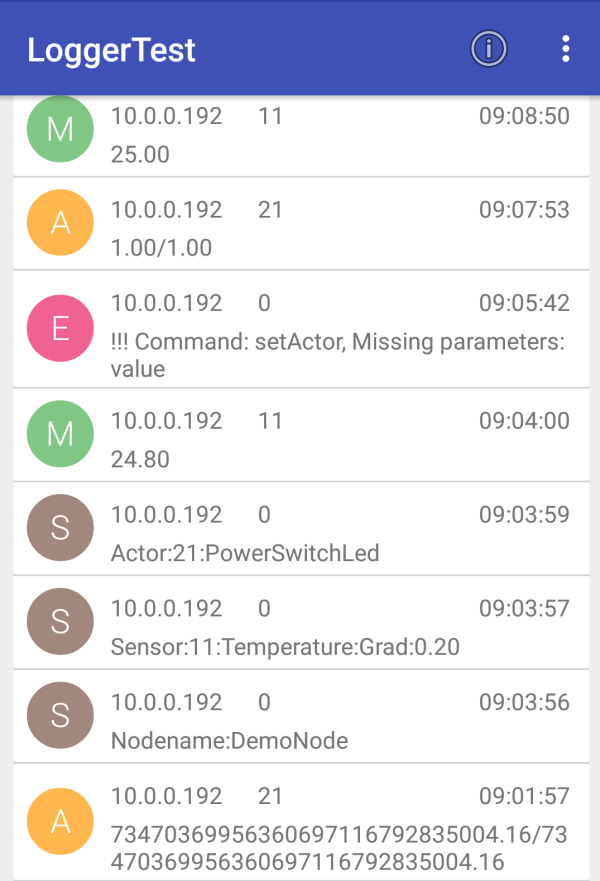 LoggerTest
M 10.0.0.192 11 09:08:50
25.00
A 10.0.0.192 21 09:07:53
1.00/1.00
E 10.0.0.192 0 09:05:42
!!! Command: setActor, Missing parameters:
value
M 10.0.0.192 11 09:04:00
24.80
S 10.0.0.192 0 09:03:59
Actor:21:PowerSwitchLed
S 10.0.0.192 0 09:03:57
Sensor:11:Temperature:Grad:0.20
S 10.0.0.192 0 09:03:56
Nodename:DemoNode
A 10.0.0.192 21 09:01:57
73470369956360697116792835004.16/73
470369956360697116792835004.16